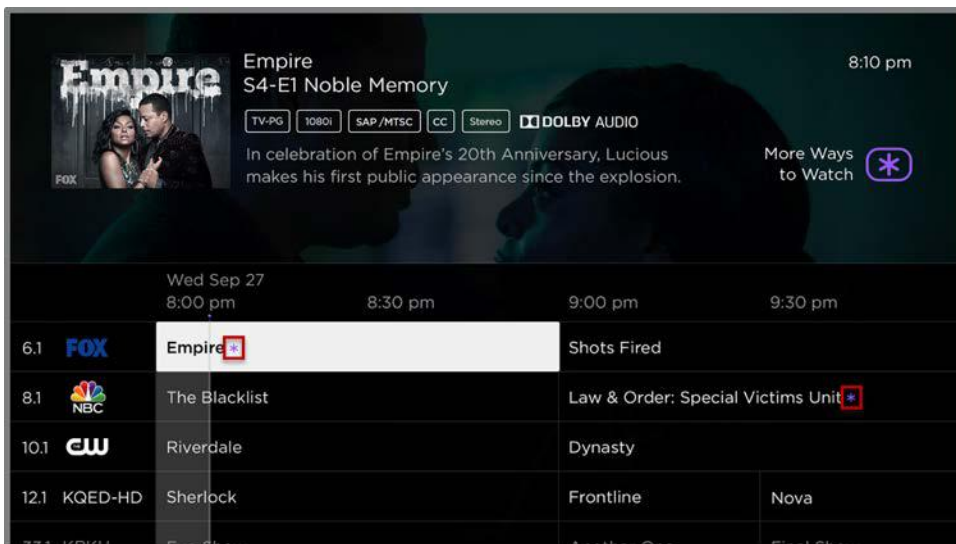 Empire
FOX
Empire
S4-E1 Noble Memory
TV-PG 1080i SAP/MTSC CC Stereo DOLBY AUDIO
In celebration of Empire's 20th Anniversary, Lucious
makes his first public appearance since the explosion.
8:10 pm
More Ways
to Watch *
Wed Sep 27
8:00 pm 8:30 pm 9:00 pm 9:30 pm
6.1 FOX Empire * Shots Fired
8.1 NBC The Blacklist Law & Order: Special Victims Unit *
10.1 CW Riverdale Dynasty
12.1 KQED-HD Sherlock Frontline Nova